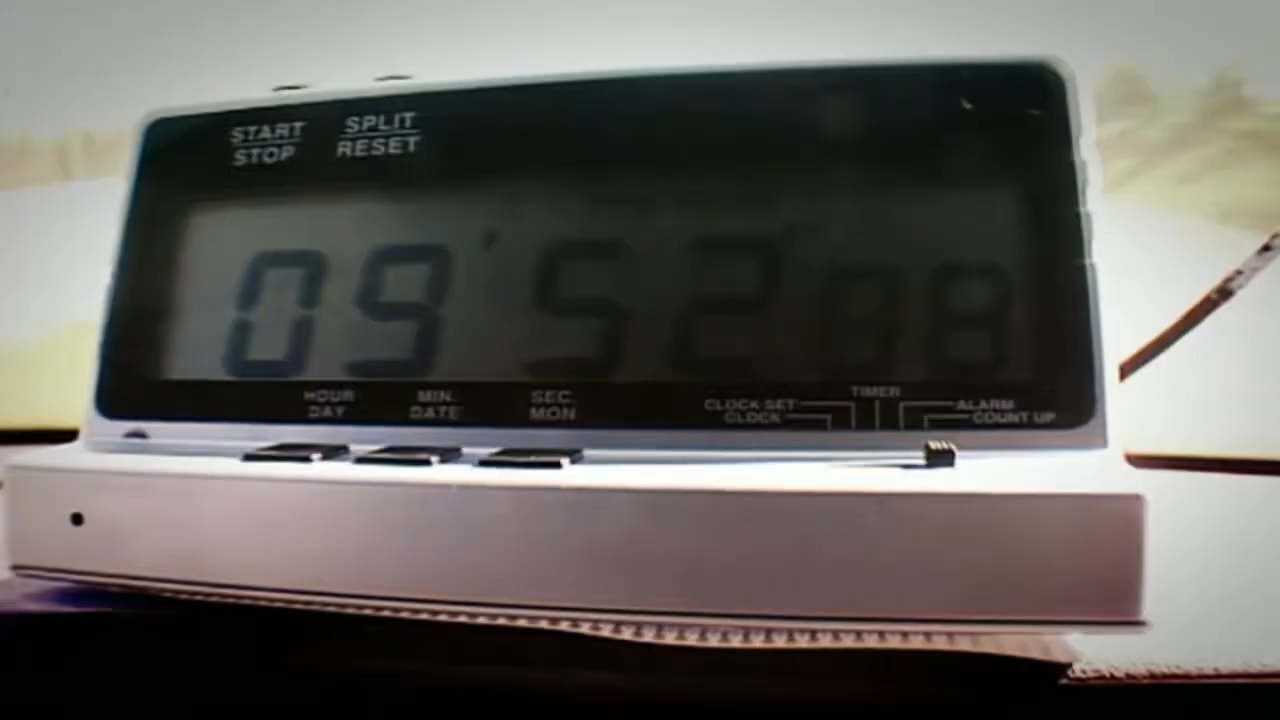 START SPLIT
STOP RESET
09' 52 08
HOUR MIN. SEC.
DAY DATE MON
TIMER
CLOCK SET ALARM
CLOCK COUNT UP